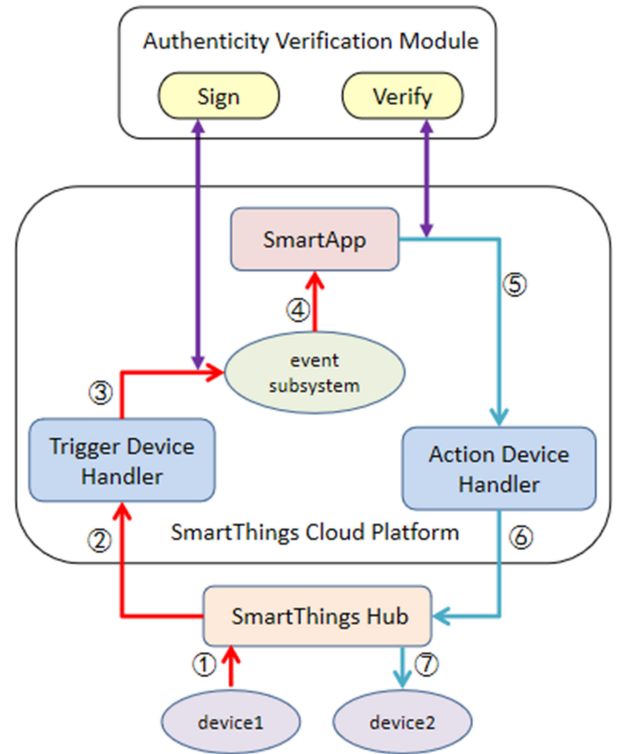 Authenticity Verification Module
Sign
Verify
SmartApp
④
⑤
event
subsystem
③
Trigger Device
Handler
Action Device
Handler
SmartThings Cloud Platform
②
⑥
SmartThings Hub
①
⑦
device1
device2